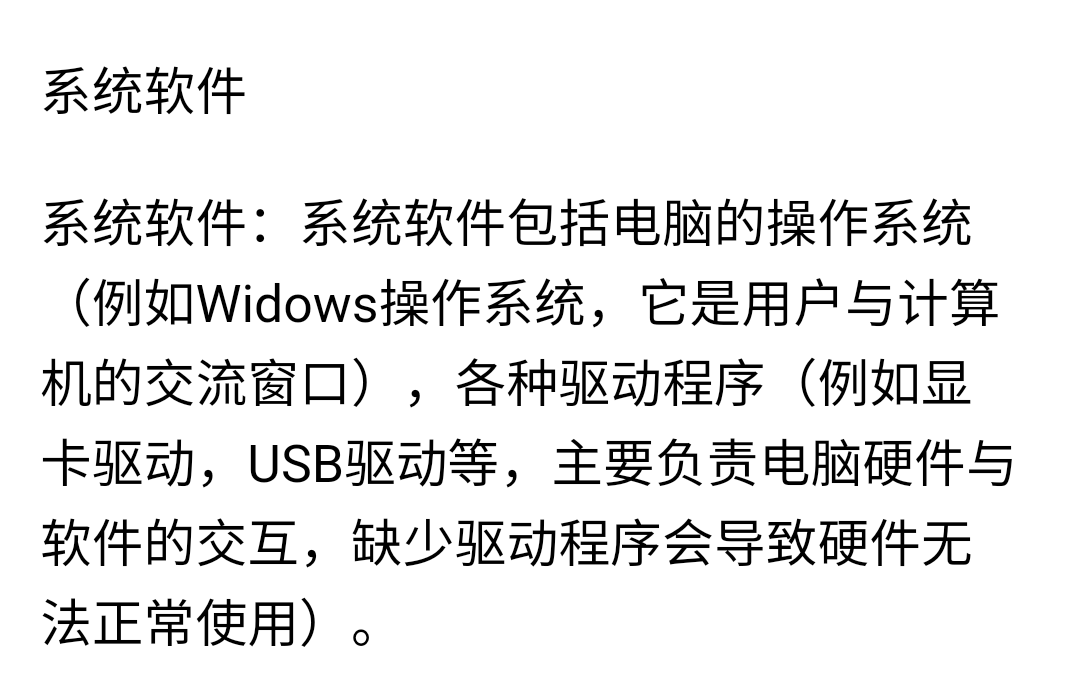 系统软件
系统软件：系统软件包括电脑的操作系统
（例如Widows操作系统，它是用户与计算
机的交流窗口），各种驱动程序（例如显
卡驱动，USB驱动等，主要负责电脑硬件与
软件的交互，缺少驱动程序会导致硬件无
法正常使用）。